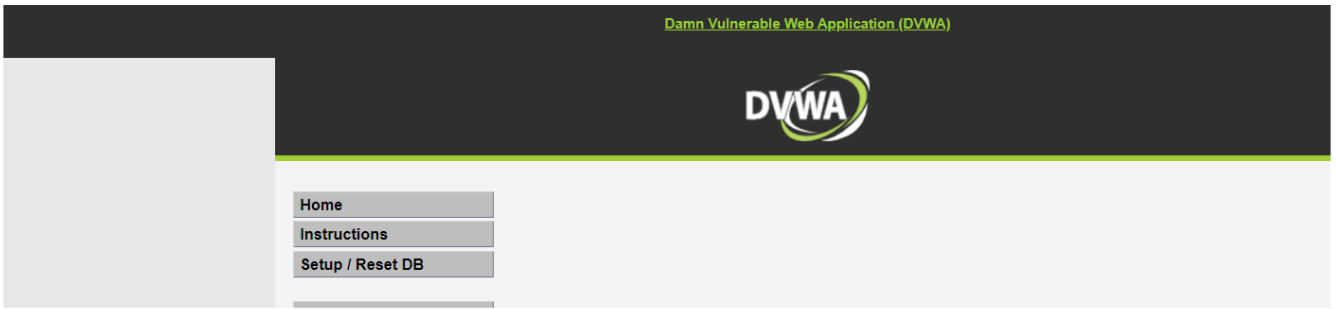 Damn Vulnerable Web Application (DVWA)
DVWA
Home
Instructions
Setup / Reset DB